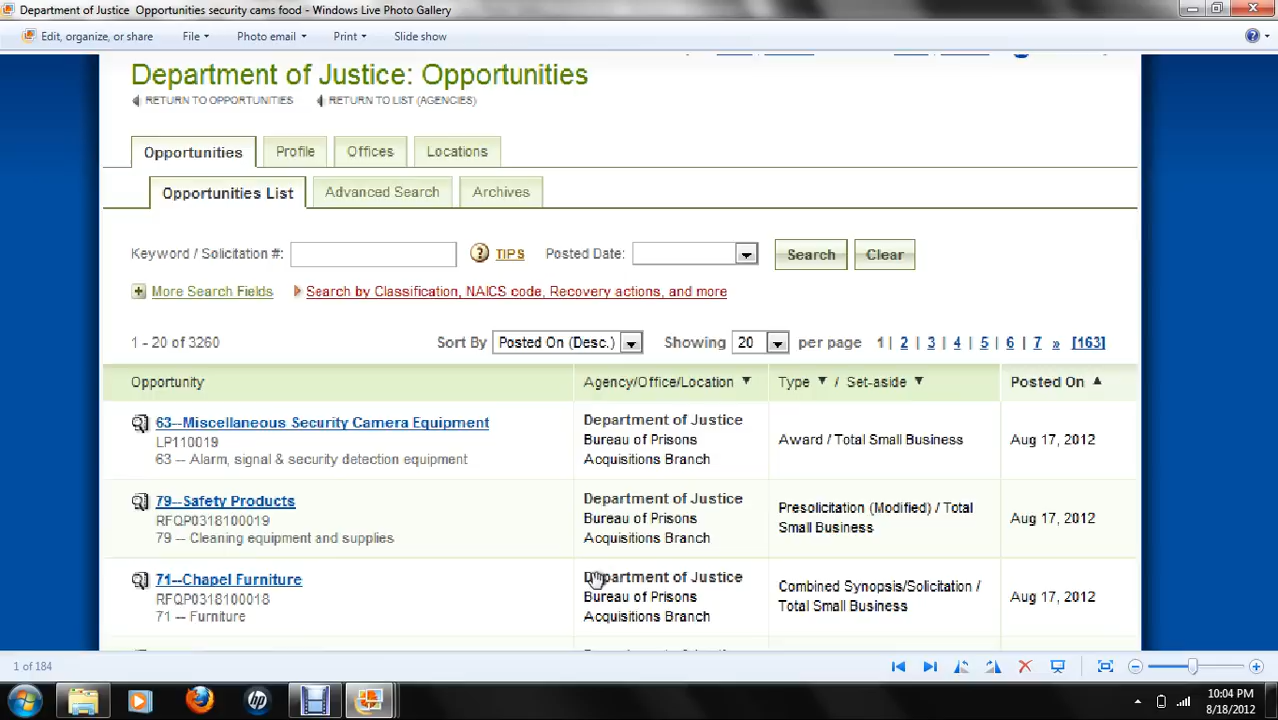 Department of Justice  Opportunities security cams food - Windows Live Photo Gallery
Edit, organize, or share File Photo email Print Slide show
Department of Justice: Opportunities
RETURN TO OPPORTUNITIES RETURN TO LIST (AGENCIES)
Opportunities Profile Offices Locations
Opportunities List Advanced Search Archives
Keyword / Solicitation #: TIPS Posted Date: Search Clear
More Search Fields Search by Classification, NAICS code, Recovery actions, and more
1 - 20 of 3260 Sort By Posted On (Desc.) Showing 20 per page 1 | 2 | 3 | 4 | 5 | 6 | 7 » [163]
Opportunity Agency/Office/Location Type / Set-aside Posted On
63--Miscellaneous Security Camera Equipment
LP110019
63 -- Alarm, signal & security detection equipment
Department of Justice
Bureau of Prisons
Acquisitions Branch
Award / Total Small Business
Aug 17, 2012
79--Safety Products
RFQP0318100019
79 -- Cleaning equipment and supplies
Department of Justice
Bureau of Prisons
Acquisitions Branch
Presolicitation (Modified) / Total
Small Business
Aug 17, 2012
71--Chapel Furniture
RFQP0318100018
71 -- Furniture
Department of Justice
Bureau of Prisons
Acquisitions Branch
Combined Synopsis/Solicitation /
Total Small Business
Aug 17, 2012
1 of 184
hp
10:04 PM
8/18/2012